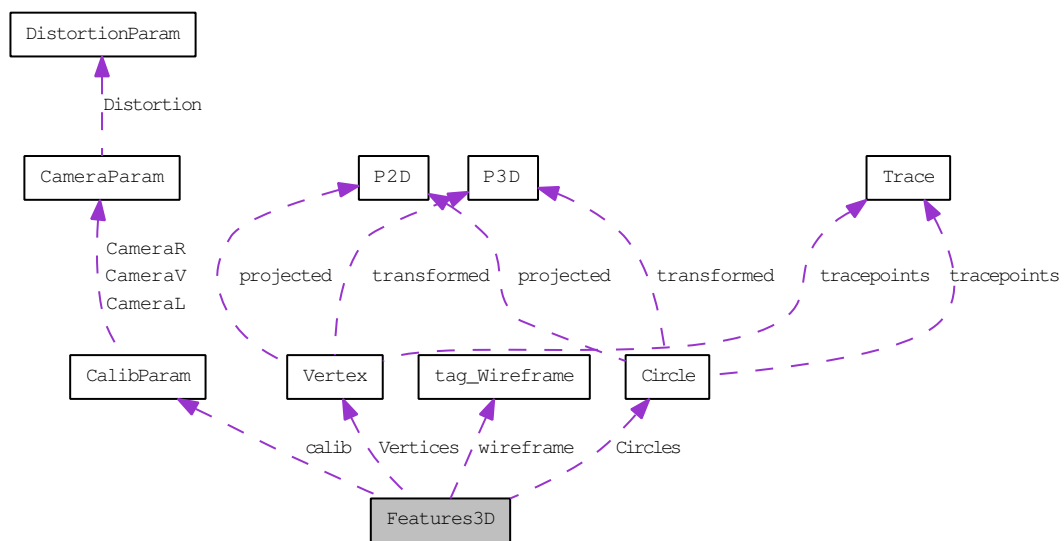 DistortionParam
Distortion
CameraParam
P2D
P3D
Trace
CameraR
CameraV
CameraL
projected
transformed
projected
transformed
tracepoints
tracepoints
CalibParam
Vertex
tag_Wireframe
Circle
calib
Vertices
wireframe
Circles
Features3D